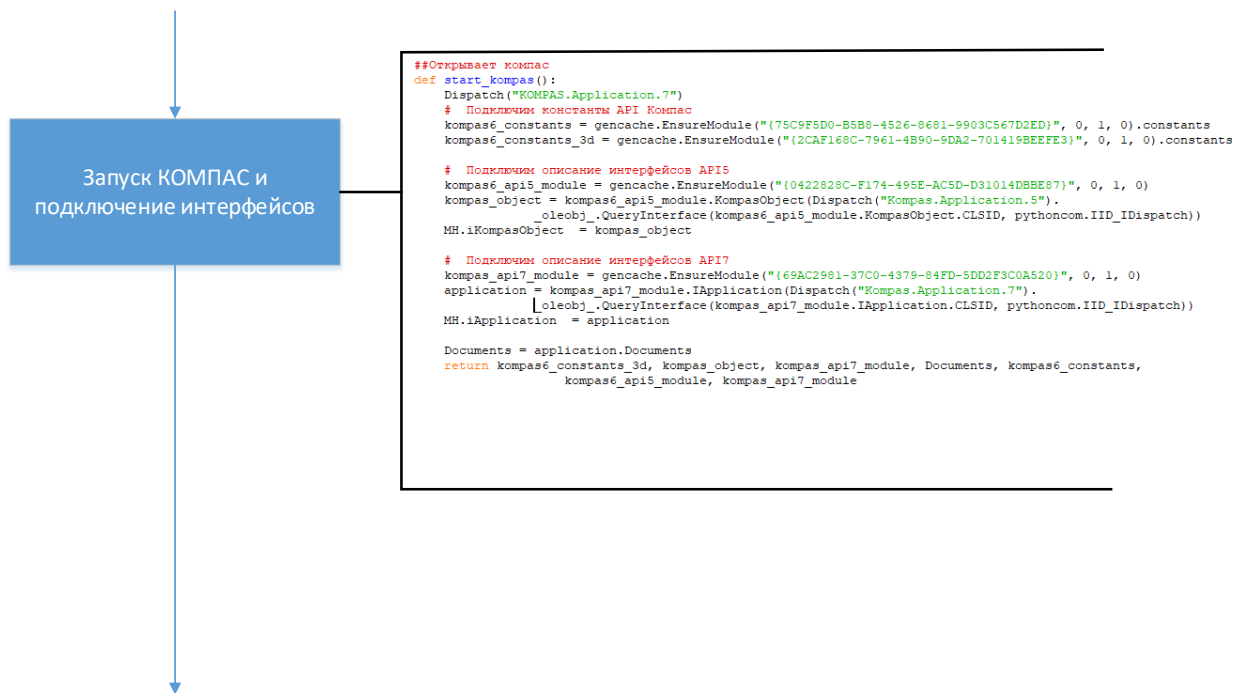 Запуск КОМПАС и
подключение интерфейсов
##Открывает компас
def start_kompas():
    Dispatch("KOMPAS.Application.7")
    #  Подключим константы API Компас
    kompas6_constants = gencache.EnsureModule("{75C9F5D0-B5B8-4526-8681-9903C567D2ED}", 0, 1, 0).constants
    kompas6_constants_3d = gencache.EnsureModule("{2CAF168C-7961-4B90-9DA2-701419BEEFE3}", 0, 1, 0).constants
    #  Подключим описание интерфейсов API5
    kompas6_api5_module = gencache.EnsureModule("{0422828C-F174-495E-AC5D-D31014DBBE87}", 0, 1, 0)
    kompas_object = kompas6_api5_module.KompasObject(Dispatch("Kompas.Application.5").
                _oleobj_.QueryInterface(kompas6_api5_module.KompasObject.CLSID, pythoncom.IID_IDispatch))
    MH.iKompasObject  = kompas_object
    #  Подключим описание интерфейсов API7
    kompas_api7_module = gencache.EnsureModule("{69AC2981-37C0-4379-84FD-5DD2F3C0A520}", 0, 1, 0)
    application = kompas_api7_module.IApplication(Dispatch("Kompas.Application.7").
                _oleobj_.QueryInterface(kompas_api7_module.IApplication.CLSID, pythoncom.IID_IDispatch))
    MH.iApplication  = application
    Documents = application.Documents
    return kompas6_constants_3d, kompas_object, kompas_api7_module, Documents, kompas6_constants,
                    kompas6_api5_module, kompas_api7_module